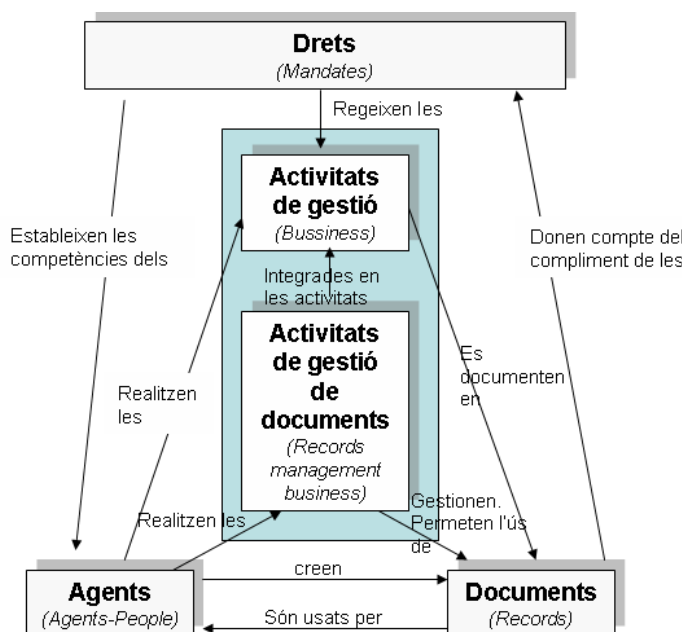 Drets
(Mandates)
Regeixen les
Activitats
de gestió
(Bussiness)
Estableixen les
competències dels
Donen compte del
compliment de les
Integrades en
les activitats
Activitats
de gestió
de
documents
(Records
management
business)
Es
documenten
en
Realitzen
les
Realitzen les
Gestionen.
Permeten l'ús
de
Agents
(Agents-People)
creen
Són usats per
Documents
(Records)